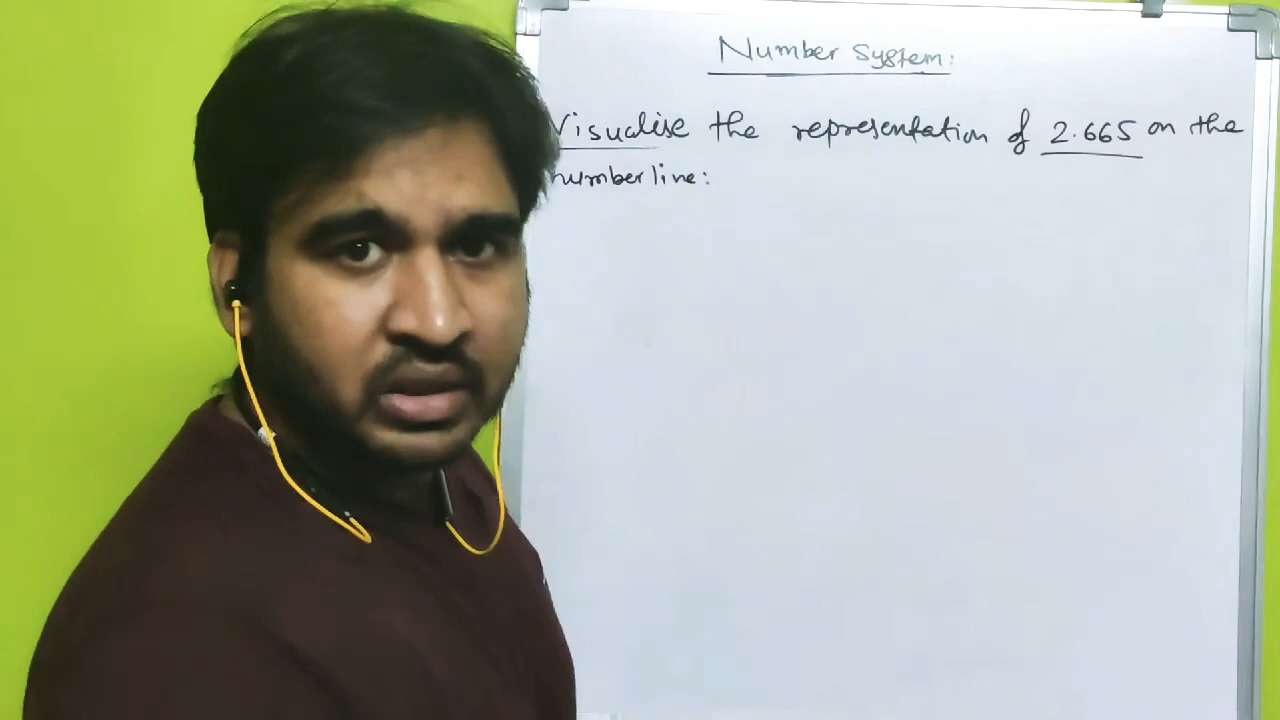 Number System:
Visualise the representation of 2.665 on the
number line: